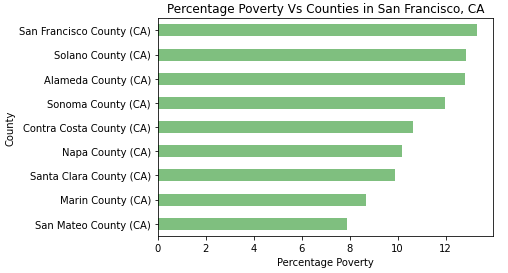 Percentage Poverty Vs Counties in San Francisco, CA
San Francisco County (CA)
Solano County (CA)
Alameda County (CA)
Sonoma County (CA)
Contra Costa County (CA)
Napa County (CA)
Santa Clara County (CA)
Marin County (CA)
San Mateo County (CA)
County
0 2 4 6 8 10 12
Percentage Poverty